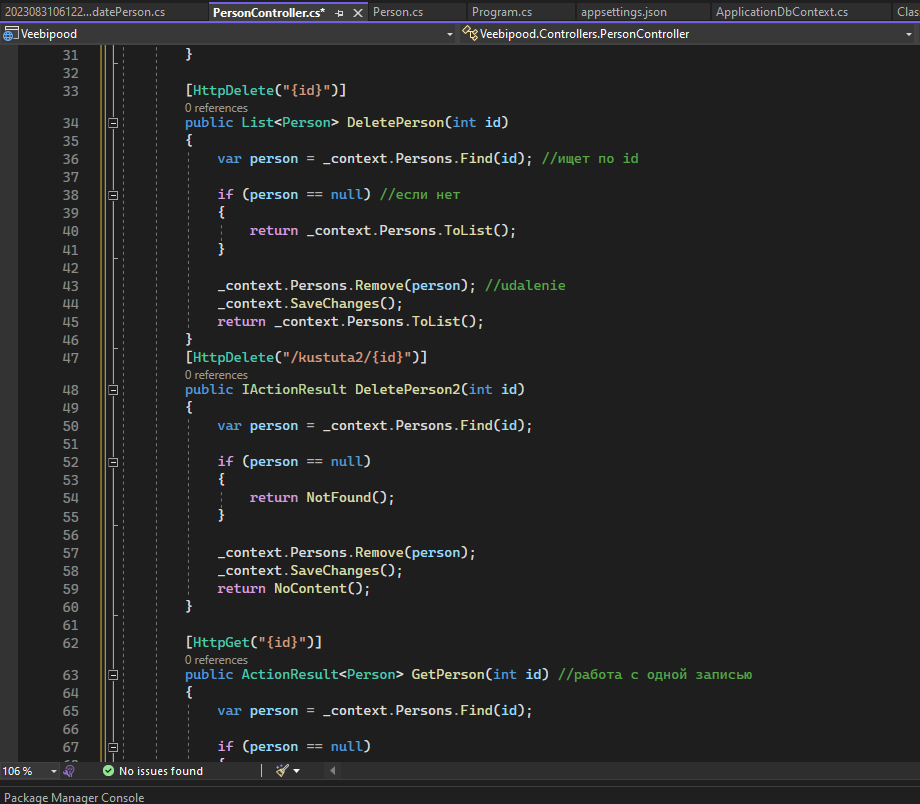 2023083106122...datePerson.cs PersonController.cs* Person.cs Program.cs appsettings.json ApplicationDbContext.cs Clas
Veebipood Veebipood.Controllers.PersonController
31 }
32
33 [HttpDelete("{id}")]
0 references
34 public List<Person> DeletePerson(int id)
35 {
36 var person = _context.Persons.Find(id); //ищет по id
37
38 if (person == null) //если нет
39 {
40 return _context.Persons.ToList();
41 }
42
43 _context.Persons.Remove(person); //udalenie
44 _context.SaveChanges();
45 return _context.Persons.ToList();
46 }
47 [HttpDelete("/kustuta2/{id}")]
0 references
48 public IActionResult DeletePerson2(int id)
49 {
50 var person = _context.Persons.Find(id);
51
52 if (person == null)
53 {
54 return NotFound();
55 }
56
57 _context.Persons.Remove(person);
58 _context.SaveChanges();
59 return NoContent();
60 }
61
62 [HttpGet("{id}")]
0 references
63 public ActionResult<Person> GetPerson(int id) //работа с одной записью
64 {
65 var person = _context.Persons.Find(id);
66
67 if (person == null)
68 {
106 % No issues found
Package Manager Console